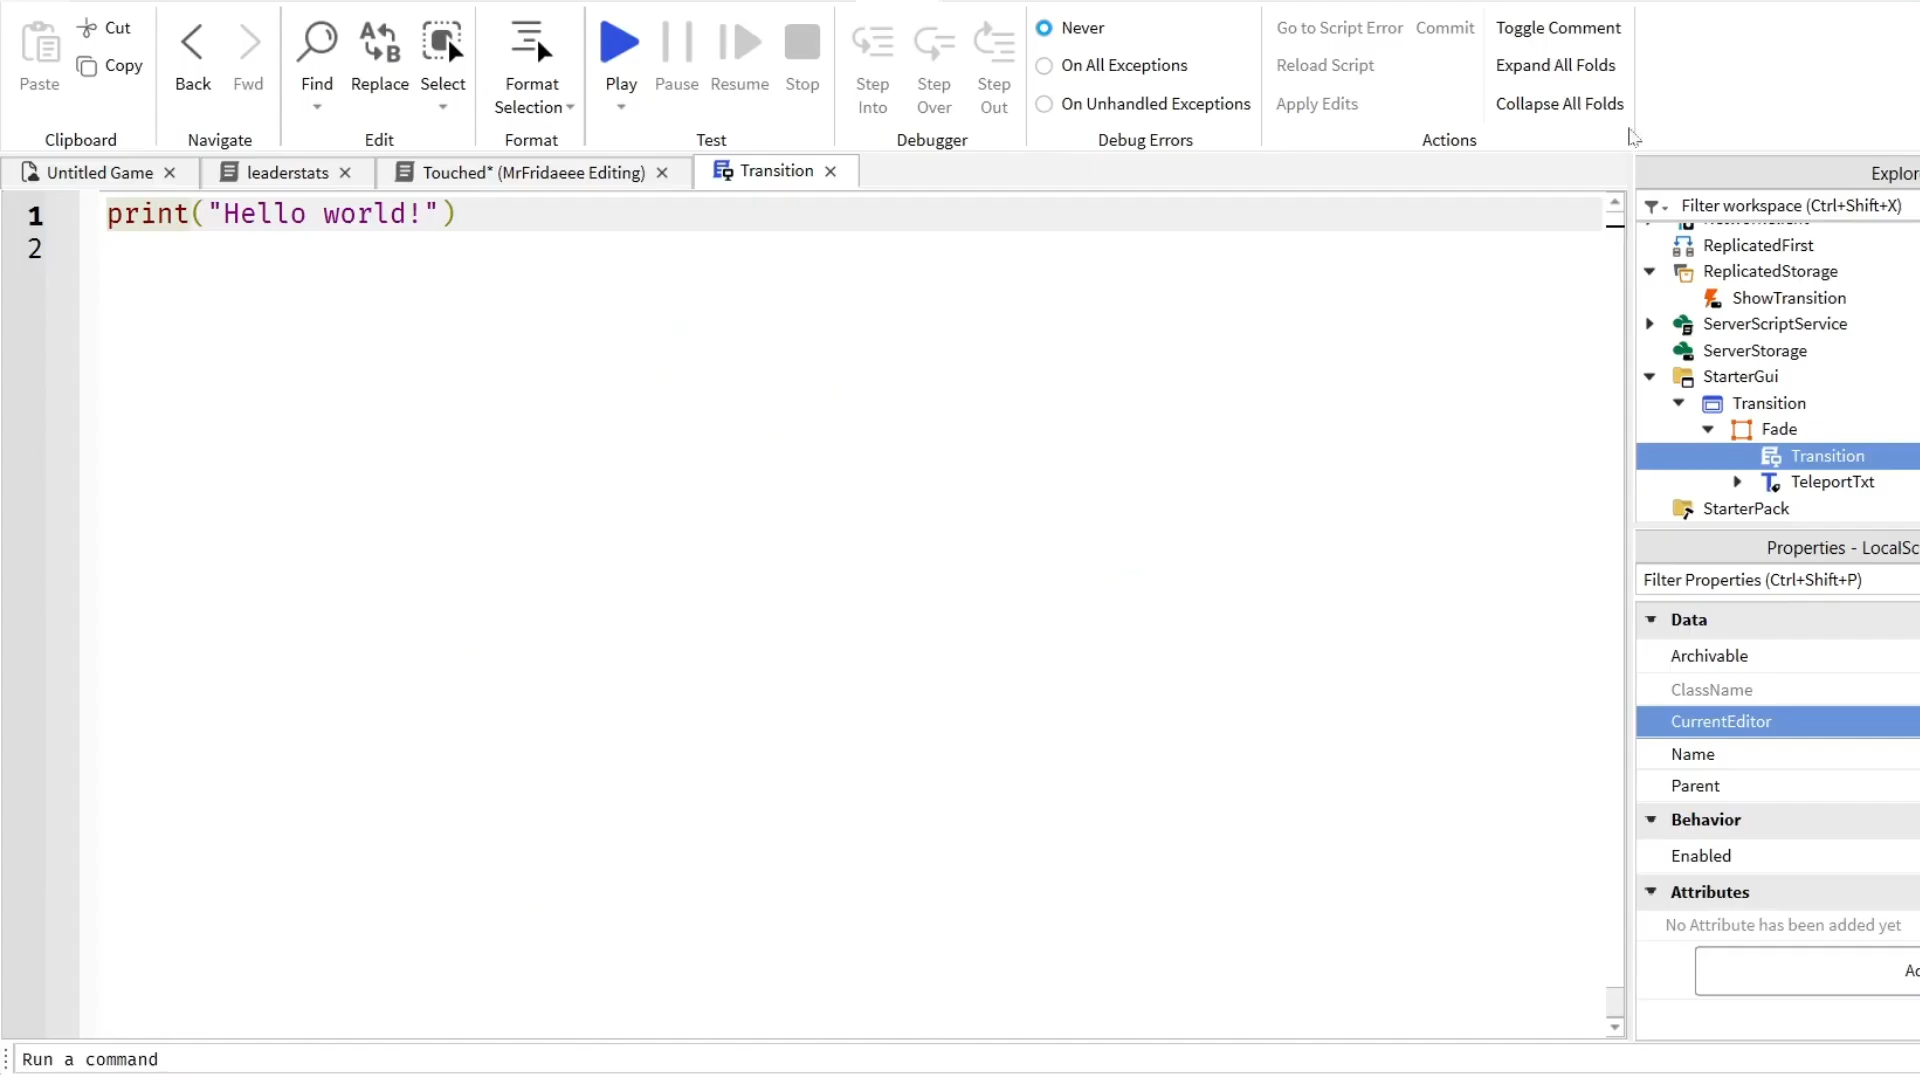 Paste
Cut
Copy
Clipboard
Back
Fwd
Navigate
Find
Replace
Select
Edit
Format
Selection
Format
Play
Pause
Resume
Stop
Test
Step
Into
Step
Over
Step
Out
Debugger
Never
On All Exceptions
On Unhandled Exceptions
Debug Errors
Go to Script Error
Commit
Reload Script
Apply Edits
Toggle Comment
Expand All Folds
Collapse All Folds
Actions
Untitled Game
leaderstats
Touched* (MrFridaeee Editing)
Transition
1 print("Hello world!")
2
Explor
Filter workspace (Ctrl+Shift+X)
ReplicatedFirst
ReplicatedStorage
ShowTransition
ServerScriptService
ServerStorage
StarterGui
Transition
Fade
Transition
TeleportTxt
StarterPack
Properties - LocalSc
Filter Properties (Ctrl+Shift+P)
Data
Archivable
ClassName
CurrentEditor
Name
Parent
Behavior
Enabled
Attributes
No Attribute has been added yet
Run a command